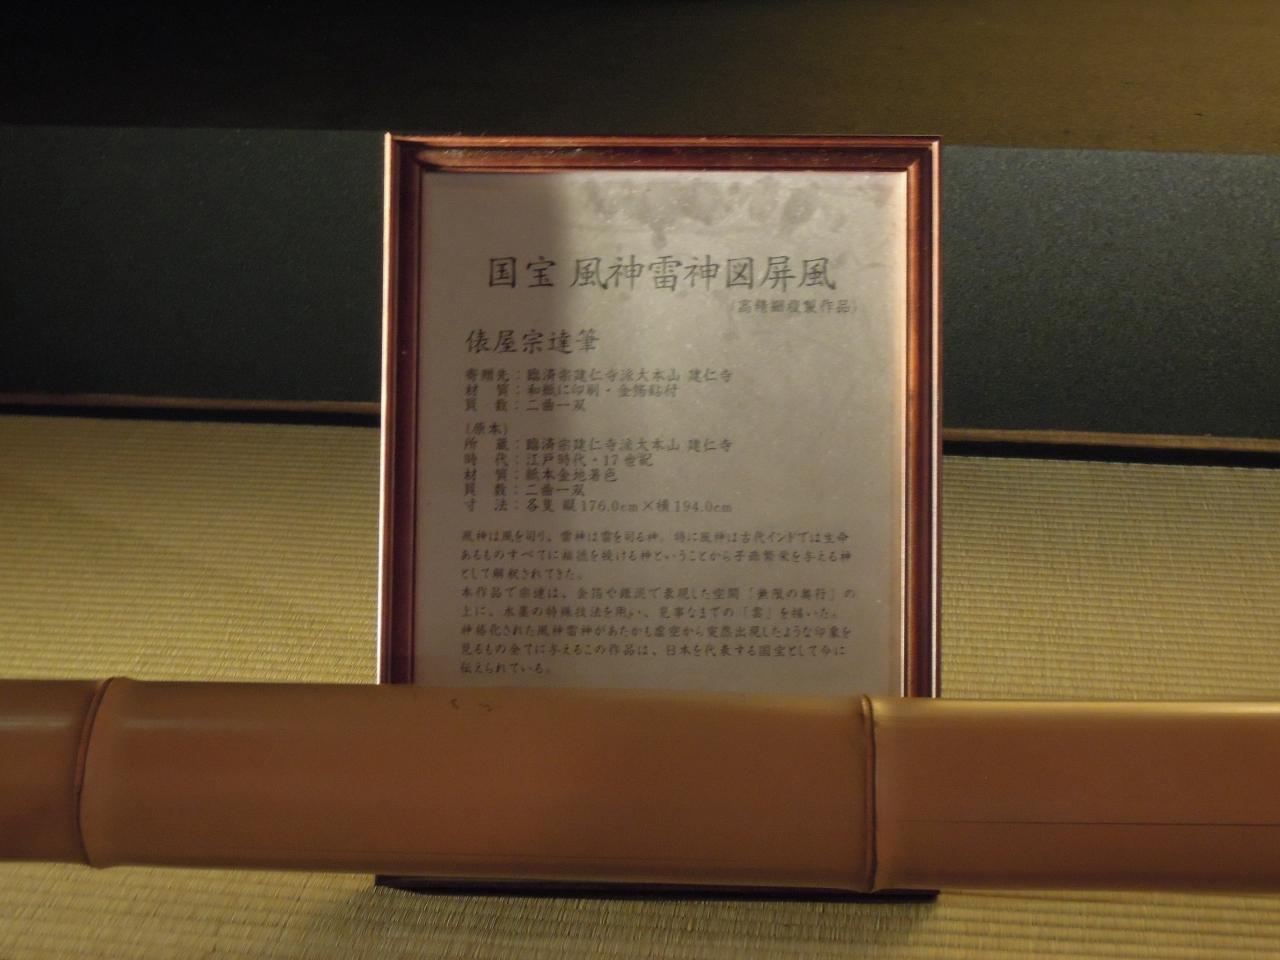 国宝 風神雷神図屏風
(高精細複製作品)
俵屋宗達筆
寄贈先:臨済宗建仁寺派大本山 建仁寺
材 質:和紙に印刷・金箔貼付
員 数:二曲一双
(原本)
所 蔵:臨済宗建仁寺派大本山 建仁寺
時 代:江戸時代・17世紀
材 質:紙本金地著色
員 数:二曲一双
寸 法:各隻 縦176.0cm×横194.0cm
風神は風を司り、雷神は雷を司る神。特に風神は古代インドでは生命
あるものすべてに福徳を授ける神ということから子孫繁栄を与える神
として解釈されてきた。
本作品で宗達は、金箔や銀泥で表現した空間「無限の奥行」の
上に、水墨の特殊技法を用い、見事なまでの「雲」を描いた。
神格化された風神雷神があたかも虚空から突然出現したような印象を
見るもの全てに与えるこの作品は、日本を代表する国宝として今に
伝えられている。